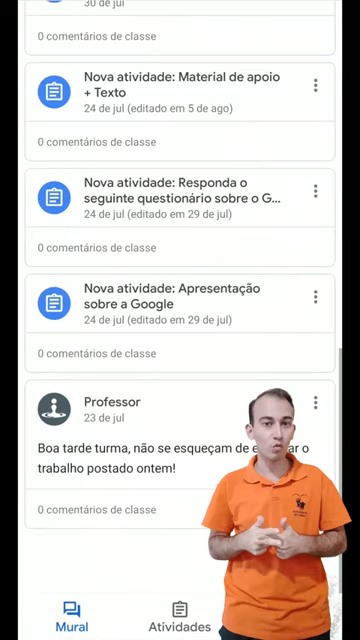 30 de jul
0 comentários de classe
Nova atividade: Material de apoio
+ Texto
24 de jul (editado em 5 de ago)
0 comentários de classe
Nova atividade: Responda o
seguinte questionário sobre o G...
24 de jul (editado em 29 de jul)
0 comentários de classe
Nova atividade: Apresentação
sobre a Google
24 de jul (editado em 29 de jul)
0 comentários de classe
Professor
23 de jul
Boa tarde turma, não se esqueçam de o
trabalho postado ontem!
0 comentários de classe
Mural
Atividades